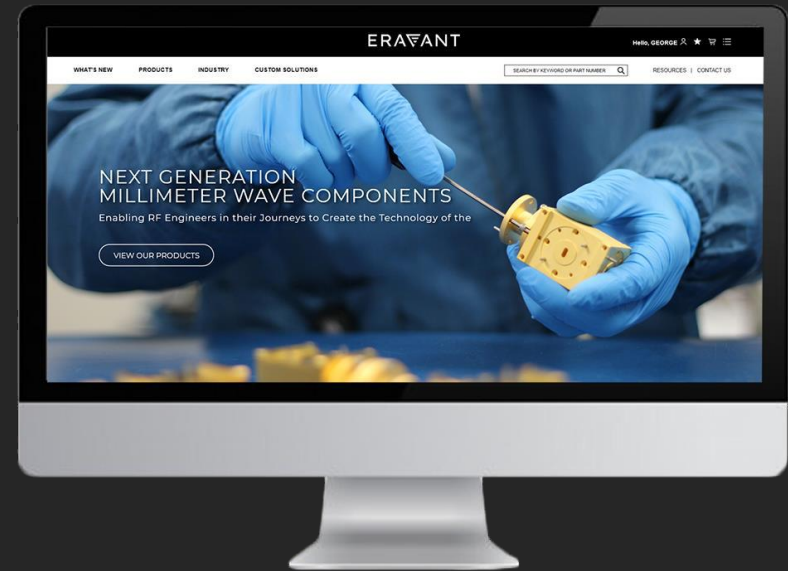 ERAVANT
Hello, GEORGE
WHAT'S NEW PRODUCTS INDUSTRY CUSTOM SOLUTIONS
SEARCH BY KEYWORD OR PART NUMBER
RESOURCES | CONTACT US
NEXT GENERATION
MILLIMETER WAVE COMPONENTS
Enabling RF Engineers in their Journeys to Create the Technology of the
VIEW OUR PRODUCTS